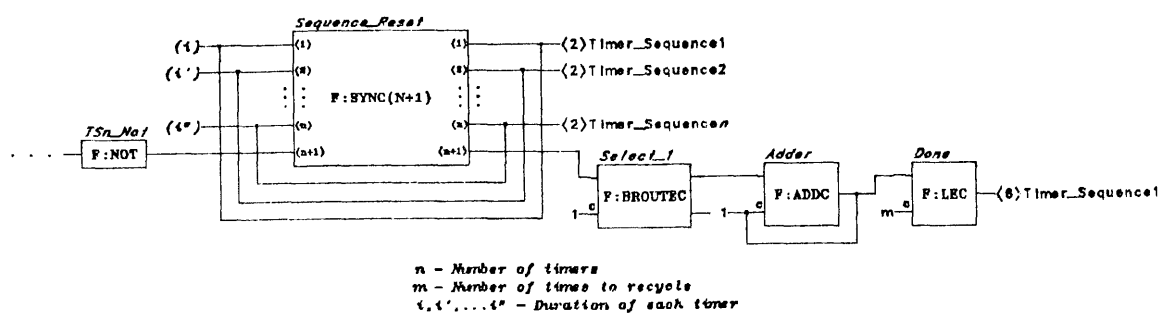 Sequence_Reset
(i) ⟨1⟩ ⟨1⟩ ⟨2⟩Timer_Sequence1
(i') ⟨2⟩ ⟨2⟩ ⟨2⟩Timer_Sequence2
F:SYNC(N+1)
(i") ⟨n⟩ ⟨n⟩ ⟨2⟩Timer_Sequencen
TSn_Not
. . . F:NOT ⟨n+1⟩ ⟨n+1⟩
Select_1 Adder Done
F:BROUTEC F:ADDC F:LEC ⟨6⟩Timer_Sequence1
1 c 1 c m c
n - Number of timers
m - Number of times to recycle
i,i',...i" - Duration of each timer